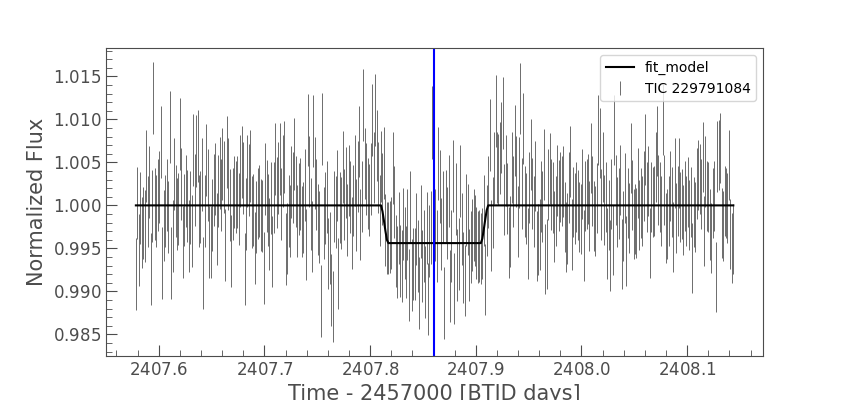 fit_model
TIC 229791084
1.015
1.010
1.005
1.000
0.995
0.990
0.985
Normalized Flux
2407.6 2407.7 2407.8 2407.9 2408.0 2408.1
Time - 2457000 [BTJD days]